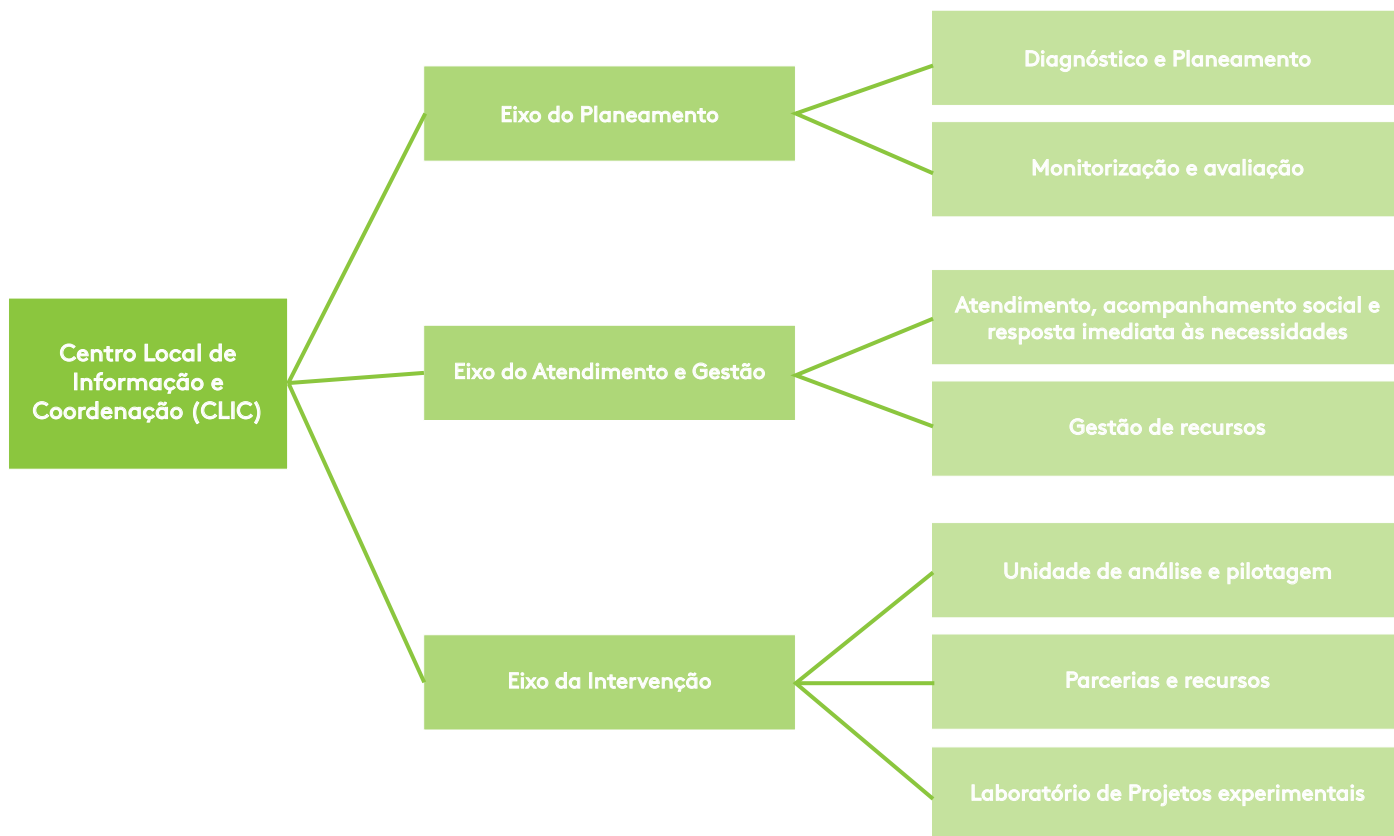 Centro Local de
Informação e
Coordenação (CLIC)
Eixo do Planeamento
Diagnóstico e Planeamento
Monitorização e avaliação
Eixo do Atendimento e Gestão
Atendimento, acompanhamento social e
resposta imediata às necessidades
Gestão de recursos
Eixo da Intervenção
Unidade de análise e pilotagem
Parcerias e recursos
Laboratório de Projetos experimentais